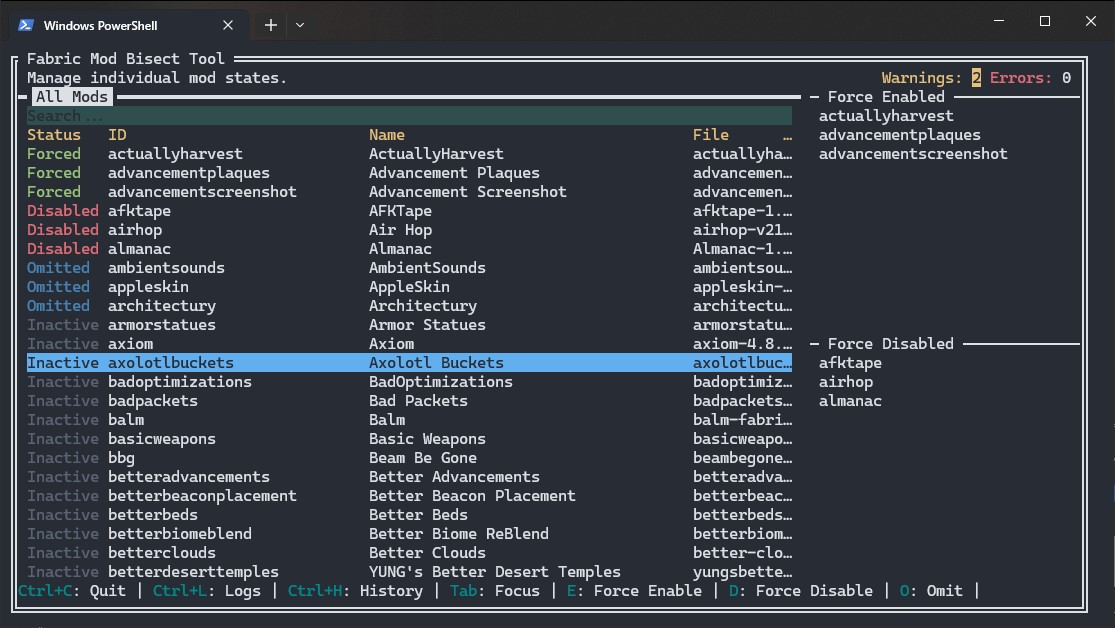 Windows PowerShell
Fabric Mod Bisect Tool
Manage individual mod states.
Warnings: 2 Errors: 0
All Mods
Search...
Status ID Name File …
Forced actuallyharvest ActuallyHarvest actuallyha…
Forced advancementplaques Advancement Plaques advancemen…
Forced advancementscreenshot Advancement Screenshot advancemen…
Disabled afktape AFKTape afktape-1.…
Disabled airhop Air Hop airhop-v21…
Disabled almanac Almanac Almanac-1.…
Omitted ambientsounds AmbientSounds ambientsou…
Omitted appleskin AppleSkin appleskin-…
Omitted architectury Architectury architectu…
Inactive armorstatues Armor Statues armorstatu…
Inactive axiom Axiom axiom-4.8.…
Inactive axolotlbuckets Axolotl Buckets axolotlbuc…
Inactive badoptimizations BadOptimizations badoptimiz…
Inactive badpackets Bad Packets badpackets…
Inactive balm Balm balm-fabri…
Inactive basicweapons Basic Weapons basicweapo…
Inactive bbg Beam Be Gone beambegone…
Inactive betteradvancements Better Advancements betteradva…
Inactive betterbeaconplacement Better Beacon Placement betterbeac…
Inactive betterbeds Better Beds betterbeds…
Inactive betterbiomeblend Better Biome ReBlend betterbiom…
Inactive betterclouds Better Clouds better-clo…
Inactive betterdeserttemples YUNG's Better Desert Temples yungsbette…
Force Enabled
actuallyharvest
advancementplaques
advancementscreenshot
Force Disabled
afktape
airhop
almanac
Ctrl+C: Quit | Ctrl+L: Logs | Ctrl+H: History | Tab: Focus | E: Force Enable | D: Force Disable | O: Omit |